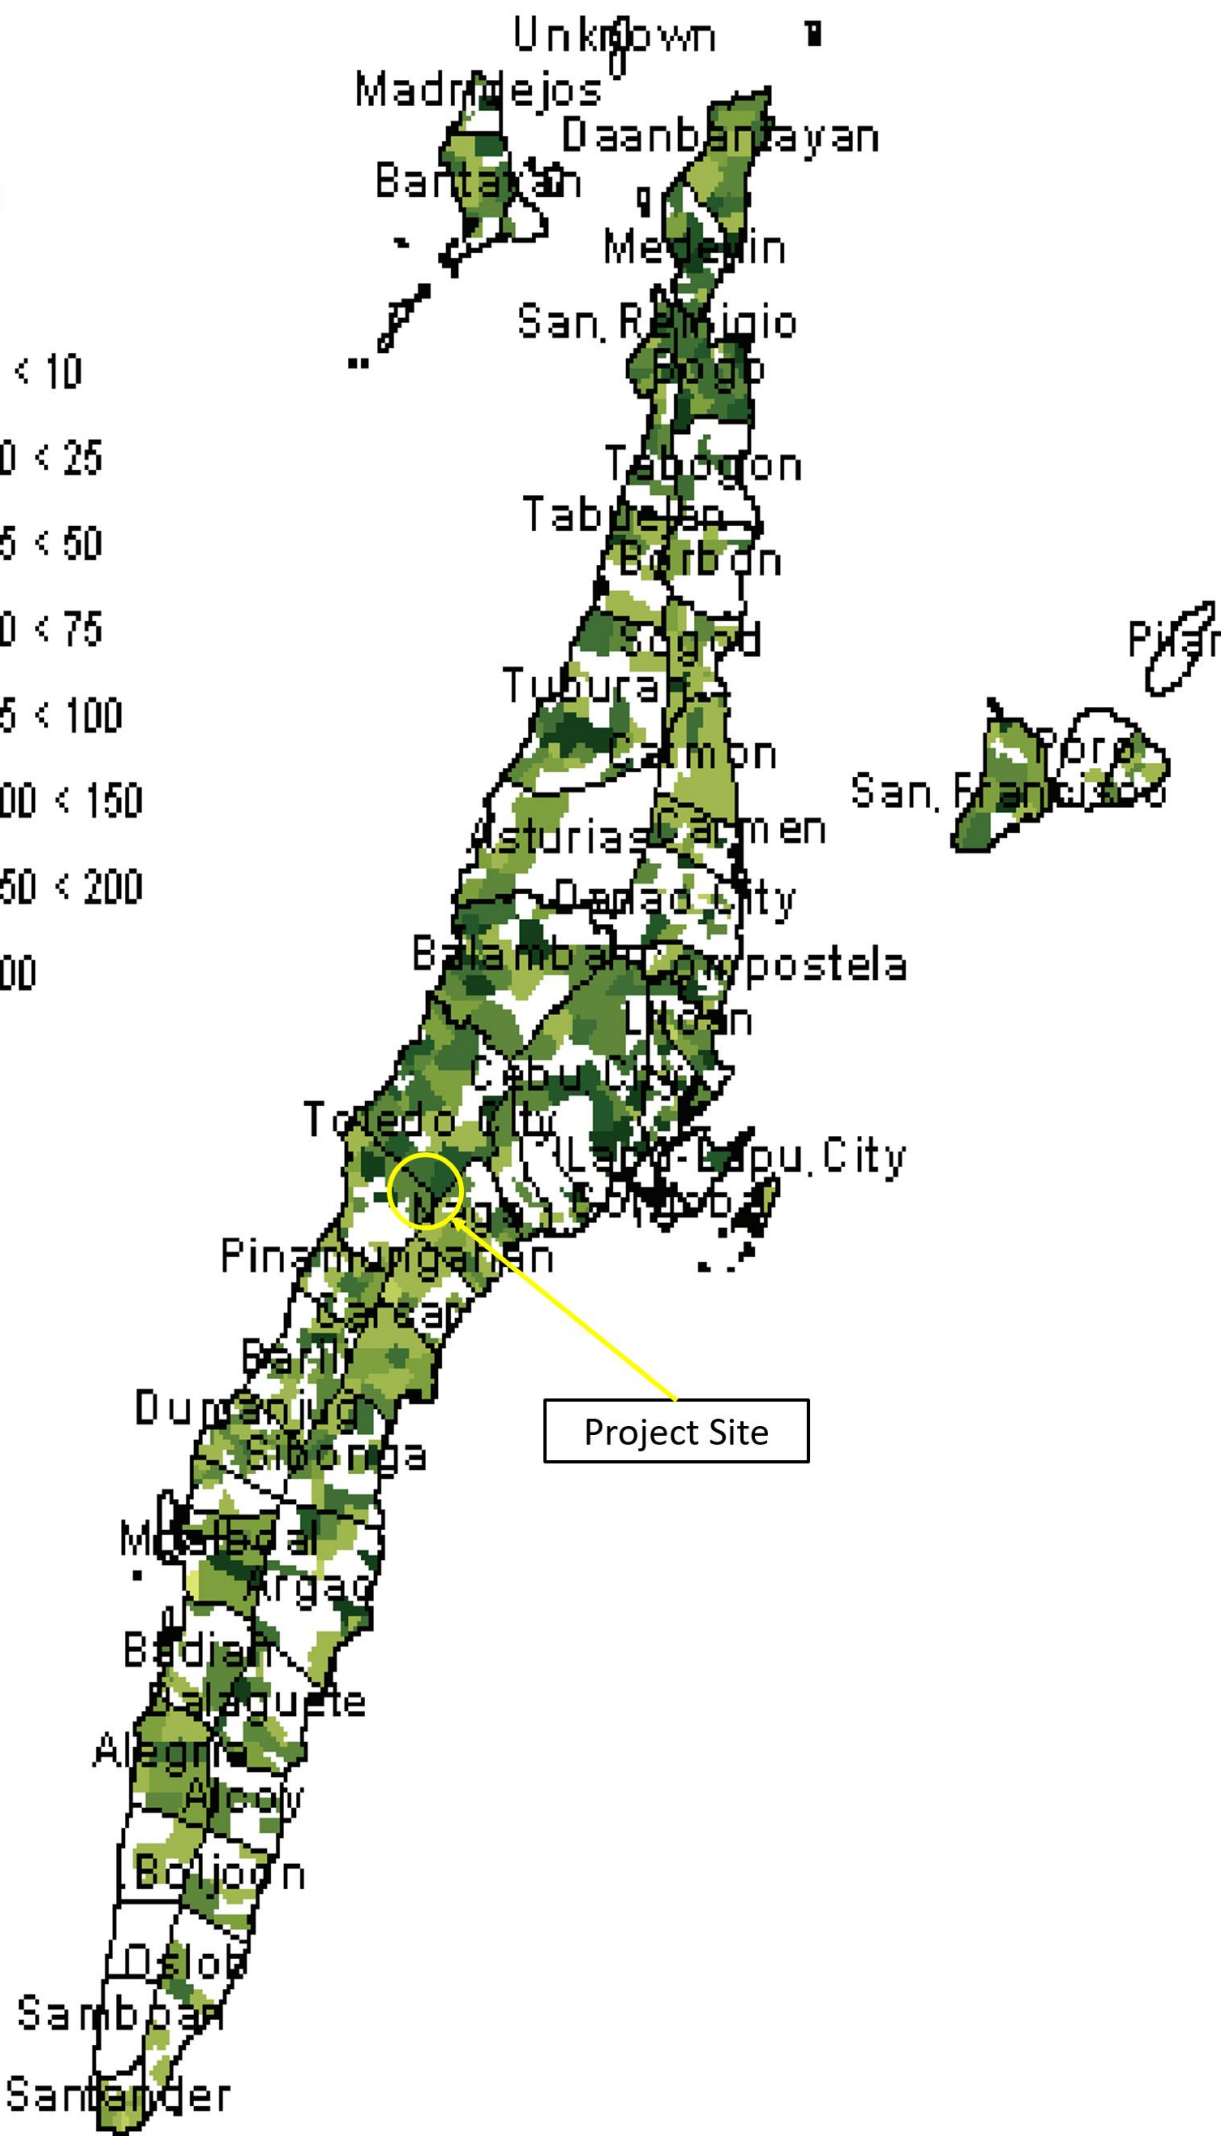 Unknown
Madridejos
Daanbantayan
Bantayan
Medellin
San. Remigio
< 10
Bogo
0 < 25
Tabogon
Tabuelan
5 < 50
Borbon
0 < 75
Sogod
Pilar
Tuburan
5 < 100
Poro
San. Francisco
00 < 150
Asturias
Carmen
50 < 200
Danao. City
Balamban
Compostela
00
Liloan
Cebu. City
Toledo City
Lapu-Lapu. City
Naga
Cordoba
Pinamungahan
Carcar
Barili
Project Site
Dumanjug
Sibonga
Moalboal
Argao
Badian
Dalaguete
Alegria
Alcoy
Boljoon
Oslob
Samboan
Santander